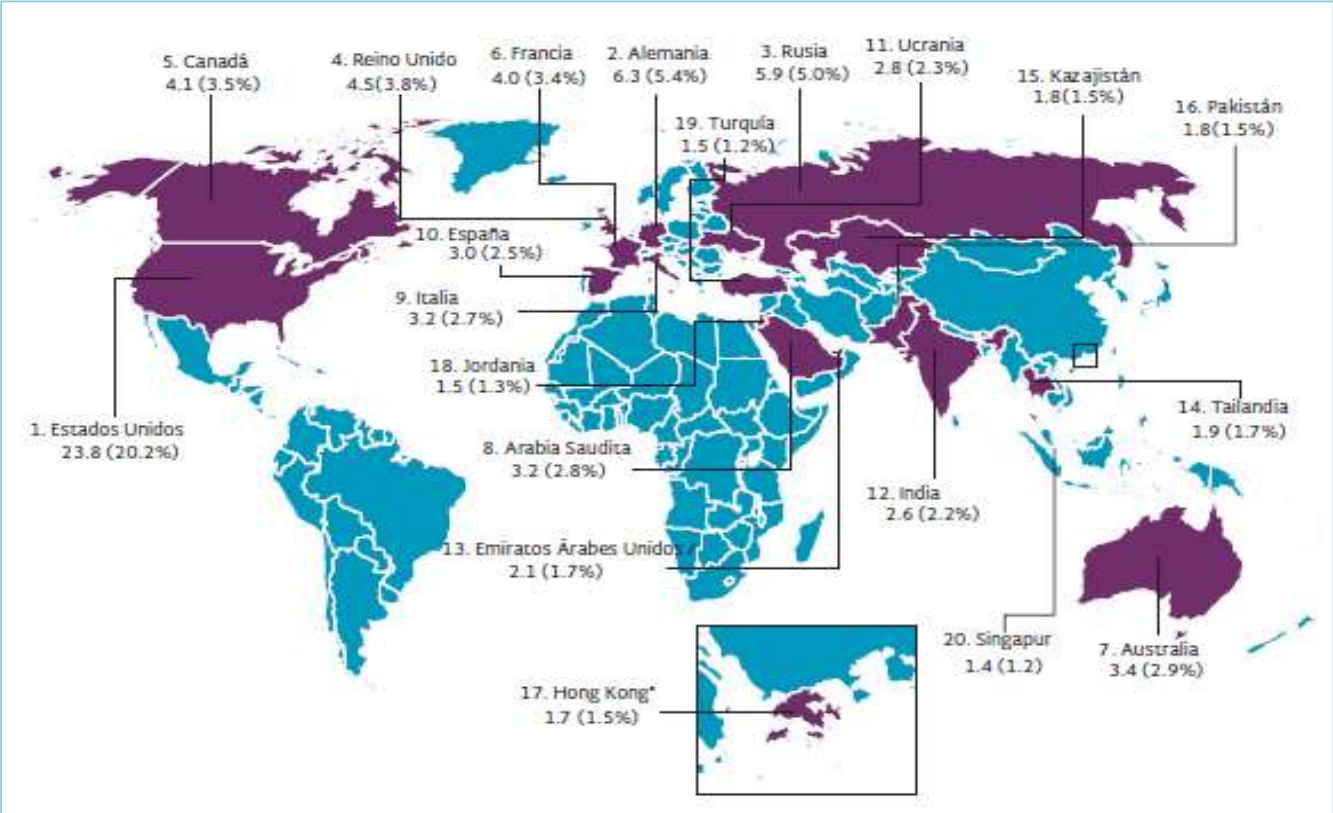 5. Canadá
4.1 (3.5%)
4. Reino Unido
4.5(3.8%)
6. Francia
4.0 (3.4%)
2. Alemania
6.3 (5.4%)
3. Rusia
5.9 (5.0%)
11. Ucrania
2.8 (2.3%)
15. Kazajistán
1.8(1.5%)
16. Pakistán
1.8(1.5%)
19. Turquía
1.5 (1.2%)
10. España
3.0 (2.5%)
9. Italia
3.2 (2.7%)
18. Jordania
1.5 (1.3%)
1. Estados Unidos
23.8 (20.2%)
8. Arabia Saudita
3.2 (2.8%)
14. Tailandia
1.9 (1.7%)
12. India
2.6 (2.2%)
13. Emiratos Árabes Unidos
2.1 (1.7%)
20. Singapur
1.4 (1.2)
7. Australia
3.4 (2.9%)
17. Hong Kong*
1.7 (1.5%)